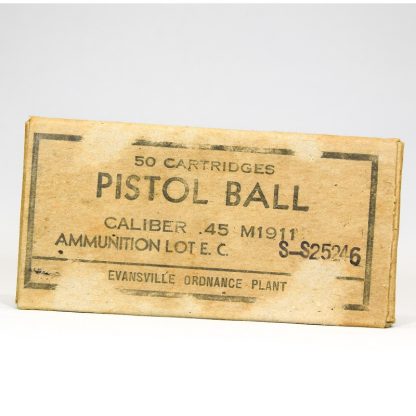 50 CARTRIDGES
PISTOL BALL
CALIBER .45 M1911
AMMUNITION LOT E. C. S-S25246
EVANSVILLE ORDNANCE PLANT